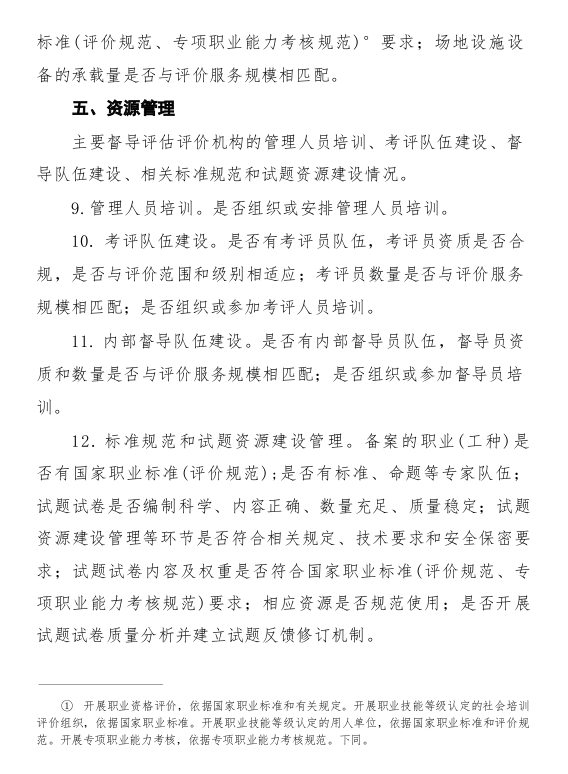 标准(评价规范、专项职业能力考核规范)°要求；场地设施设
备的承载量是否与评价服务规模相匹配。
五、资源管理
主要督导评估评价机构的管理人员培训、考评队伍建设、督
导队伍建设、相关标准规范和试题资源建设情况。
9.管理人员培训。是否组织或安排管理人员培训。
10. 考评队伍建设。是否有考评员队伍，考评员资质是否合
规，是否与评价范围和级别相适应；考评员数量是否与评价服务
规模相匹配；是否组织或参加考评人员培训。
11. 内部督导队伍建设。是否有内部督导员队伍，督导员资
质和数量是否与评价服务规模相匹配；是否组织或参加督导员培
训。
12. 标准规范和试题资源建设管理。备案的职业(工种)是
否有国家职业标准(评价规范);是否有标准、命题等专家队伍；
试题试卷是否编制科学、内容正确、数量充足、质量稳定；试题
资源建设管理等环节是否符合相关规定、技术要求和安全保密要
求；试题试卷内容及权重是否符合国家职业标准(评价规范、专
项职业能力考核规范)要求；相应资源是否规范使用；是否开展
试题试卷质量分析并建立试题反馈修订机制。
① 开展职业资格评价，依据国家职业标准和有关规定。开展职业技能等级认定的社会培训
评价组织，依据国家职业标准。开展职业技能等级认定的用人单位，依据国家职业标准和评价规
范。开展专项职业能力考核，依据专项职业能力考核规范。下同。